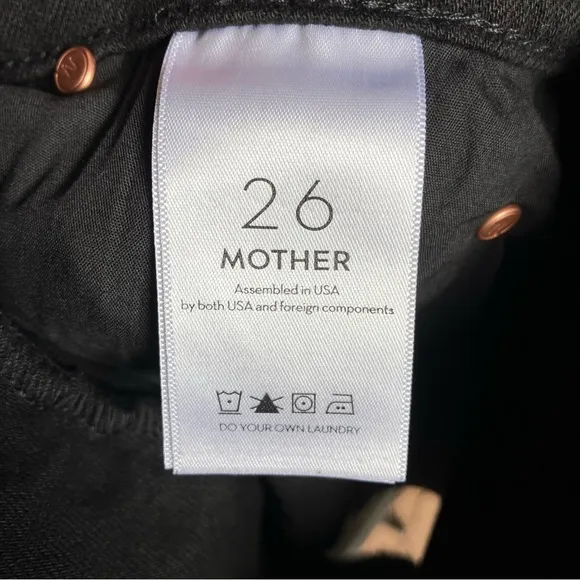 26
MOTHER
Assembled in USA
by both USA and foreign components
DO YOUR OWN LAUNDRY